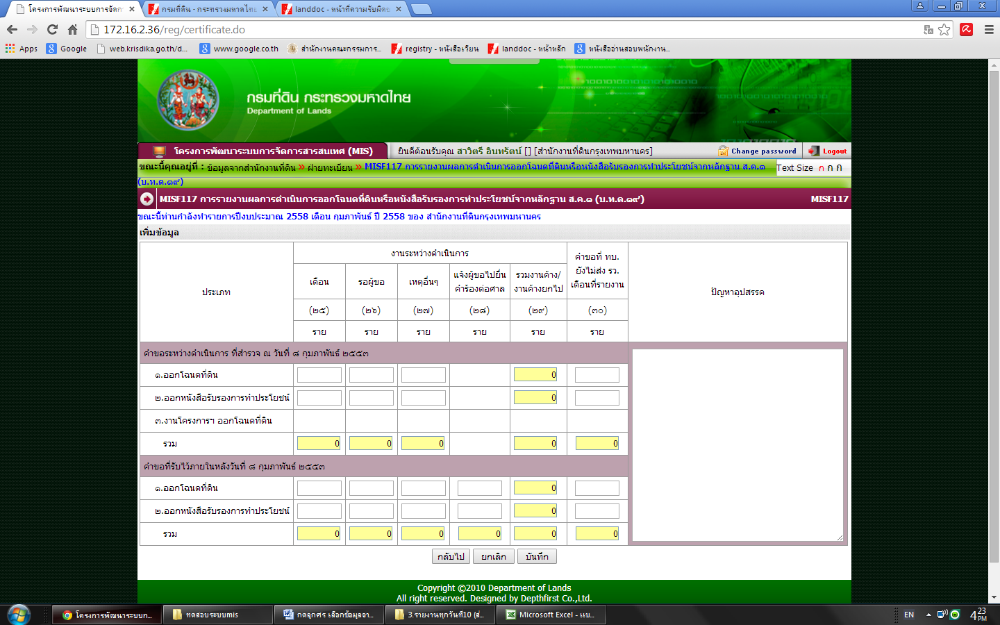 โครงการพัฒนาระบบการจัดก
กรมที่ดิน - กระทรวงมหาดไทย
landdoc - หน้าที่ความรับผิดช
172.16.2.36/reg/certificate.do
Apps Google web.krisdika.go.th/d... www.google.co.th สำนักงานคณะกรรมการ... registry - หนังสือเวียน landdoc - หน้าหลัก หนังสืออ่านสอบพนักงาน...
กรมที่ดิน กระทรวงมหาดไทย
Department of Lands
โครงการพัฒนาระบบการจัดการสารสนเทศ (MIS) ยินดีต้อนรับคุณ สาวิตรี อินทรัตน์ [] [สำนักงานที่ดินกรุงเทพมหานคร] Change password Logout
ขณะนี้คุณอยู่ที่ : ข้อมูลจากสำนักงานที่ดิน » ฝ่ายทะเบียน » MISF117 การรายงานผลการดำเนินการออกโฉนดที่ดินหรือหนังสือรับรองการทำประโยชน์จากหลักฐาน ส.ค.๑ Text Size ก ก ก
(บ.ท.ด.๑๙)
MISF117 การรายงานผลการดำเนินการออกโฉนดที่ดินหรือหนังสือรับรองการทำประโยชน์จากหลักฐาน ส.ค.๑ (บ.ท.ด.๑๙) MISF117
ขณะนี้ท่านกำลังทำรายการปีงบประมาณ 2558 เดือน กุมภาพันธ์ ปี 2558 ของ สำนักงานที่ดินกรุงเทพมหานคร
เพิ่มข้อมูล
ประเภท
งานระหว่างดำเนินการ
คำขอที่ ทบ.
ยังไม่ส่ง รว.
เดือนที่รายงาน
ปัญหาอุปสรรค
เดือน รอผู้ขอ เหตุอื่นๆ
แจ้งผู้ขอไปยื่น
คำร้องต่อศาล
รวมงานค้าง/
งานค้างยกไป
(๒๕) (๒๖) (๒๗) (๒๘) (๒๙) (๓๐)
ราย ราย ราย ราย ราย ราย
คำขอระหว่างดำเนินการ ที่สำรวจ ณ วันที่ ๘ กุมภาพันธ์ ๒๕๕๓
๑.ออกโฉนดที่ดิน 0
๒.ออกหนังสือรับรองการทำประโยชน์ 0
๓.งานโครงการฯ ออกโฉนดที่ดิน
รวม 0 0 0 0 0
คำขอที่รับไว้ภายในหลังวันที่ ๘ กุมภาพันธ์ ๒๕๕๓
๑.ออกโฉนดที่ดิน 0
๒.ออกหนังสือรับรองการทำประโยชน์ 0
รวม 0 0 0 0 0 0
กลับไป ยกเลิก บันทึก
Copyright ©2010 Department of Lands
All right reserved. Designed by Depthfirst Co.,Ltd.
โครงการพัฒนาระบบก... ทดสอบระบบmis กดลูกศร เลือกข้อมูลจา... 3.รายงานทุกวันที่10 (ส่... Microsoft Excel - แบบ... EN 4:23 PM